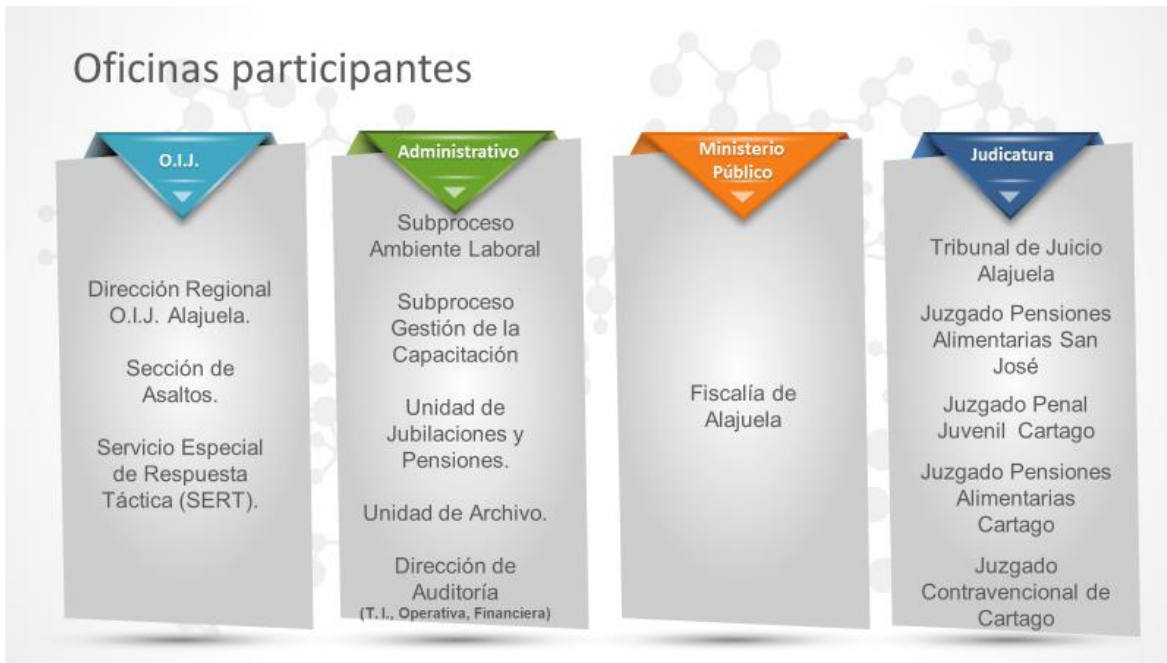 Oficinas participantes
O.I.J.
Dirección Regional
O.I.J. Alajuela.
Sección de
Asaltos.
Servicio Especial
de Respuesta
Táctica (SERT).
Administrativo
Subproceso
Ambiente Laboral
Subproceso
Gestión de la
Capacitación
Unidad de
Jubilaciones y
Pensiones.
Unidad de Archivo.
Dirección de
Auditoría
(T. I., Operativa, Financiera)
Ministerio
Público
Fiscalía de
Alajuela
Judicatura
Tribunal de Juicio
Alajuela
Juzgado Pensiones
Alimentarias San
José
Juzgado Penal
Juvenil Cartago
Juzgado Pensiones
Alimentarias
Cartago
Juzgado
Contravencional de
Cartago